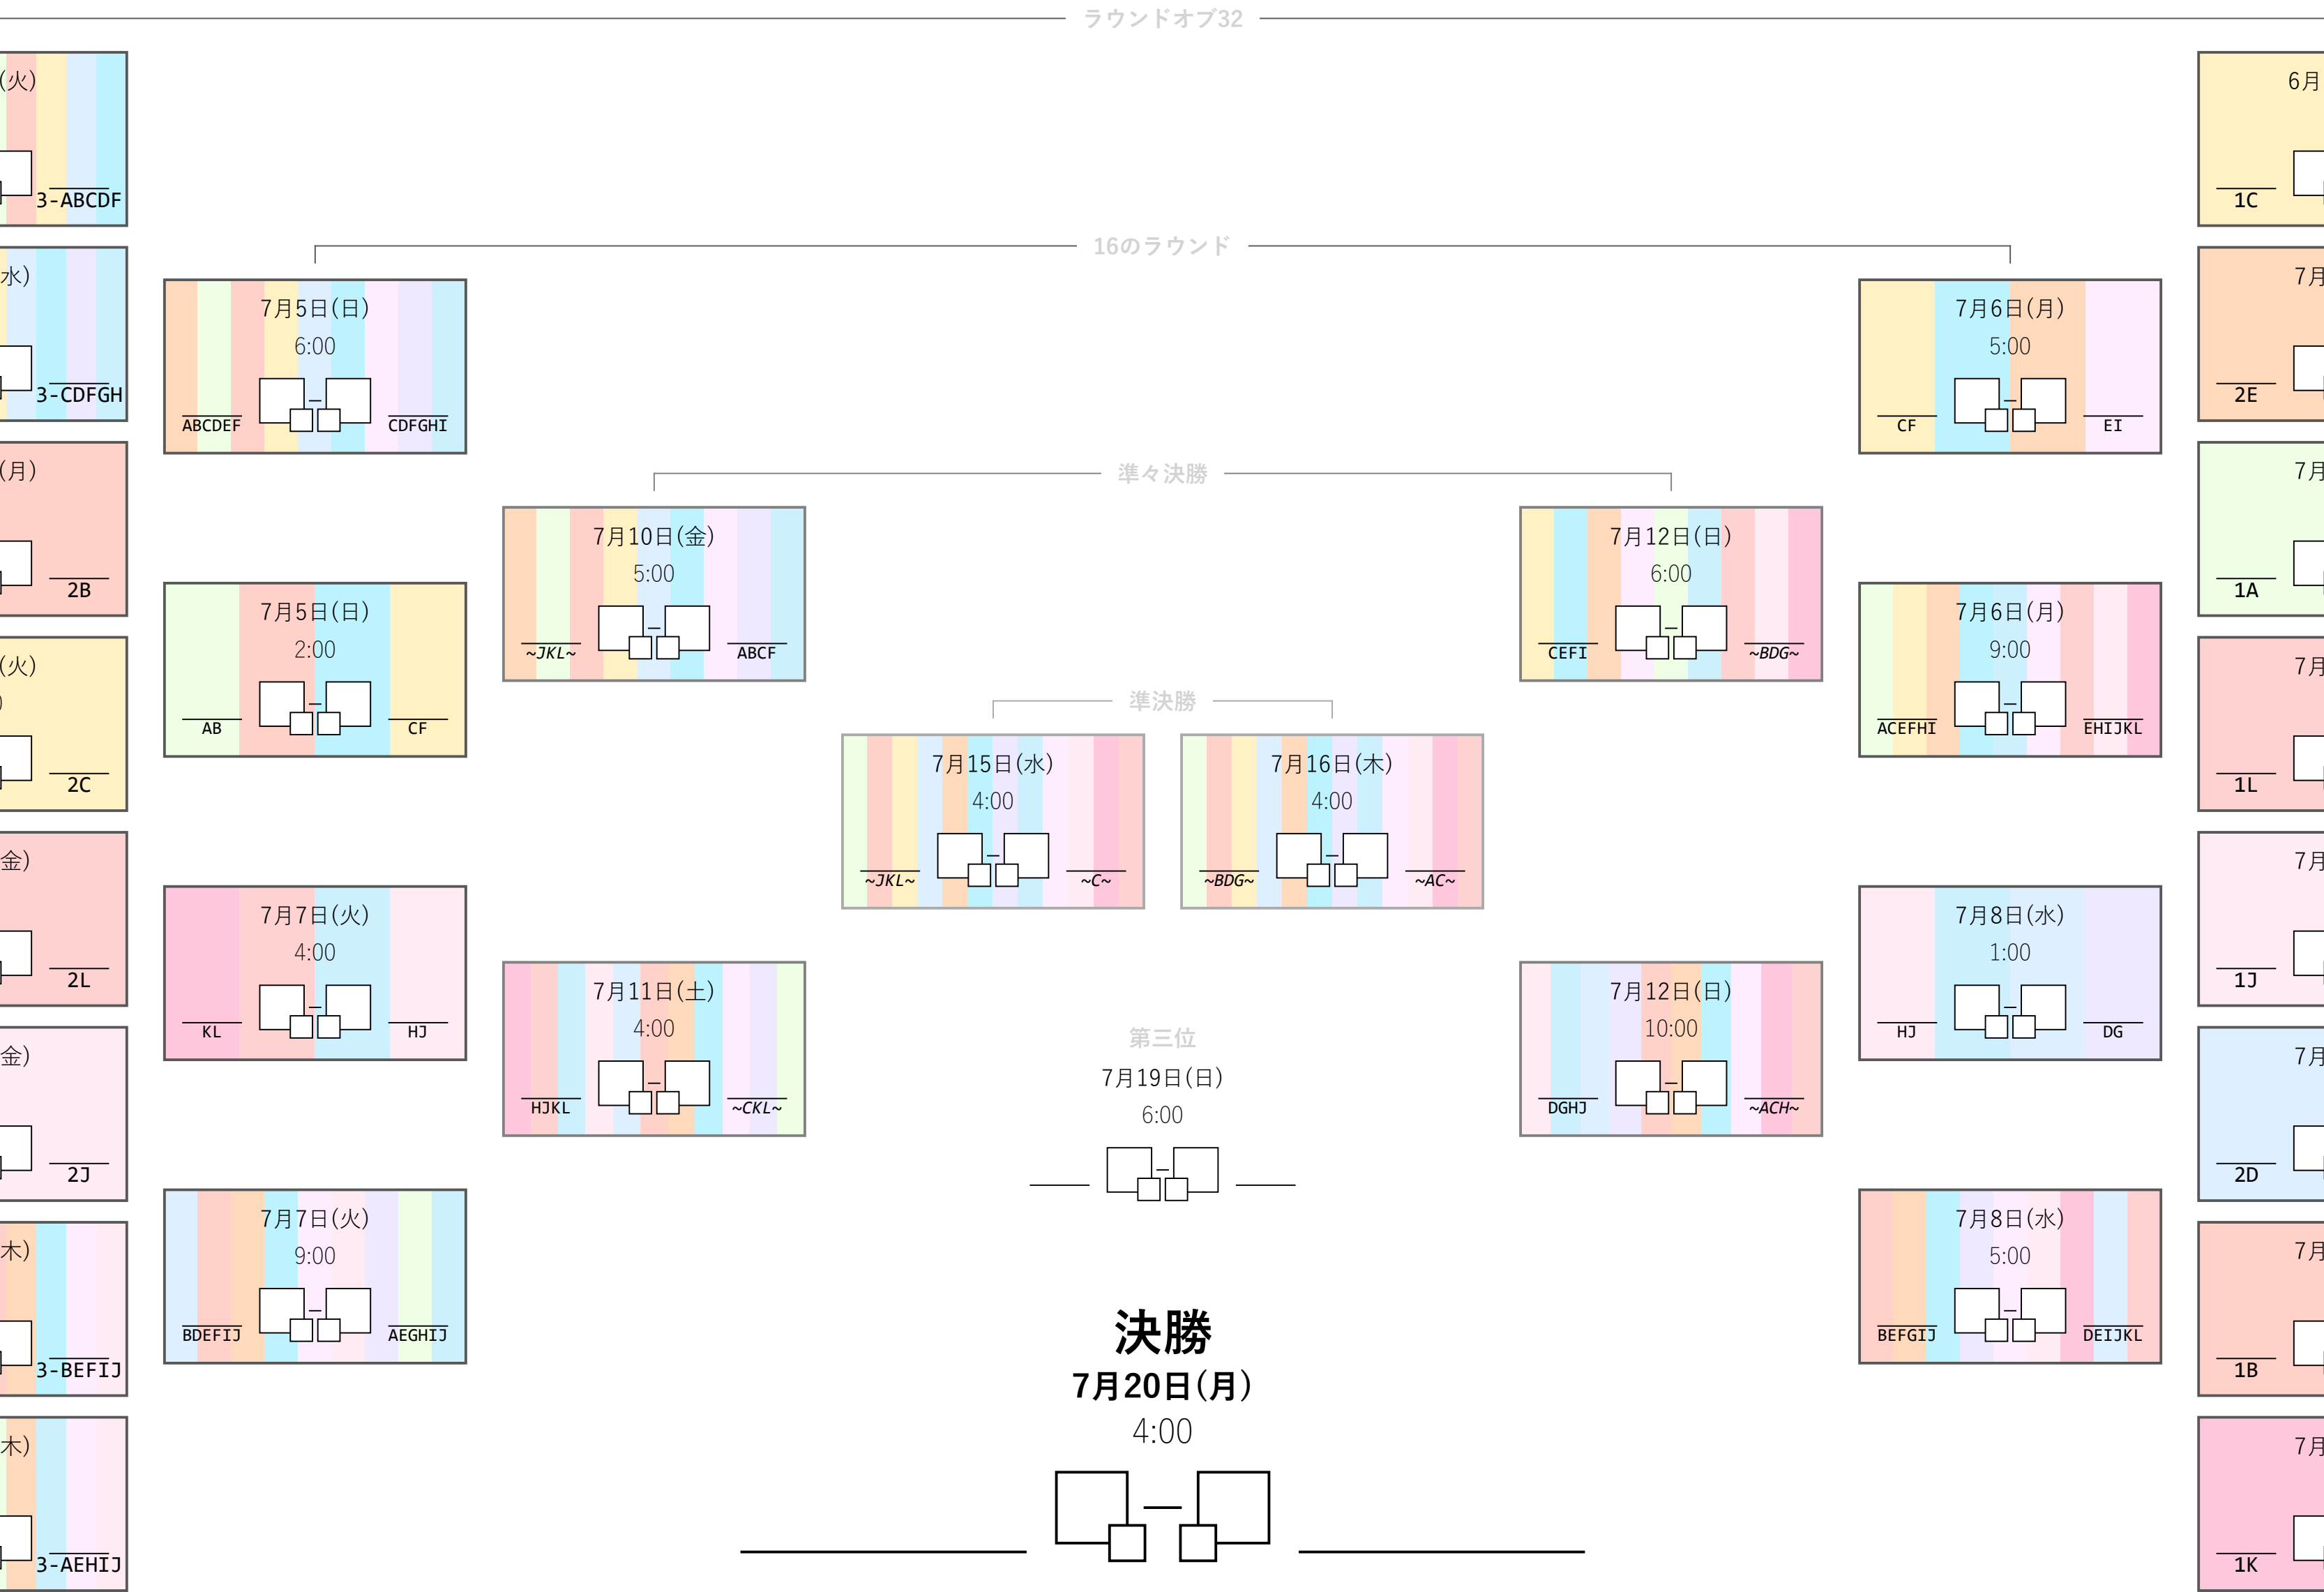 ラウンドオブ32
(火)
3-ABCDF
水)
3-CDFGH
(月)
2B
(火)
)
2C
金)
2L
金)
2J
木)
3-BEFIJ
木)
3-AEHIJ
16のラウンド
7月5日(日)
6:00
ABCDEF
–
CDFGHI
7月5日(日)
2:00
AB
–
CF
7月7日(火)
4:00
KL
–
HJ
7月7日(火)
9:00
BDEFIJ
–
AEGHIJ
準々決勝
7月10日(金)
5:00
~JKL~
–
ABCF
7月11日(土)
4:00
HJKL
–
~CKL~
準決勝
7月15日(水)
4:00
~JKL~
–
~C~
7月16日(木)
4:00
~BDG~
–
~AC~
第三位
7月19日(日)
6:00
–
決勝
7月20日(月)
4:00
—
7月12日(日)
6:00
CEFI
–
~BDG~
7月12日(日)
10:00
DGHJ
–
~ACH~
7月6日(月)
5:00
CF
–
EI
7月6日(月)
9:00
ACEFHI
–
EHIJKL
7月8日(水)
1:00
HJ
–
DG
7月8日(水)
5:00
BEFGIJ
–
DEIJKL
6月
1C
7月
2E
7月
1A
7月
1L
7月
1J
7月
2D
7月
1B
7月
1K